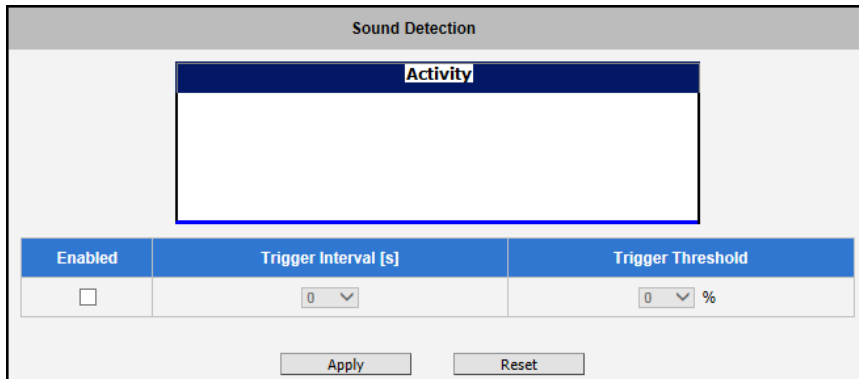 Sound Detection
Activity
Enabled Trigger Interval [s] Trigger Threshold
0 0 %
Apply Reset